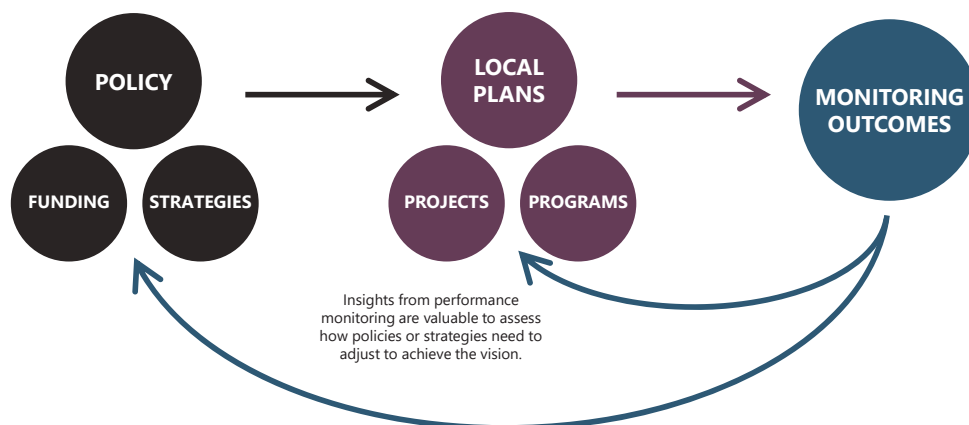 POLICY
FUNDING
STRATEGIES
LOCAL
PLANS
PROJECTS
PROGRAMS
MONITORING
OUTCOMES
Insights from performance
monitoring are valuable to assess
how policies or strategies need to
adjust to achieve the vision.